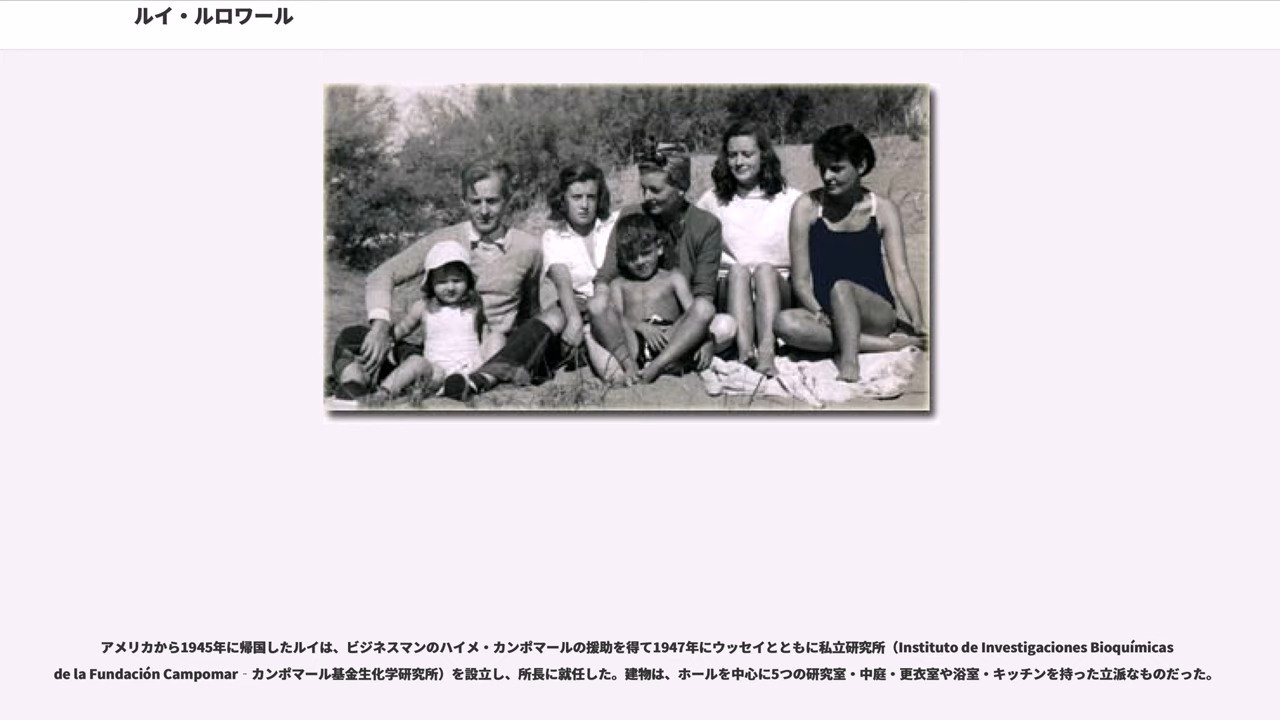 ルイ・ルロワール
アメリカから1945年に帰国したルイは、ビジネスマンのハイメ・カンポマールの援助を得て1947年にウッセイとともに私立研究所（Instituto de Investigaciones Bioquímicas
de la Fundación Campomar‐カンポマール基金生化学研究所）を設立し、所長に就任した。建物は、ホールを中心に5つの研究室・中庭・更衣室や浴室・キッチンを持った立派なものだった。